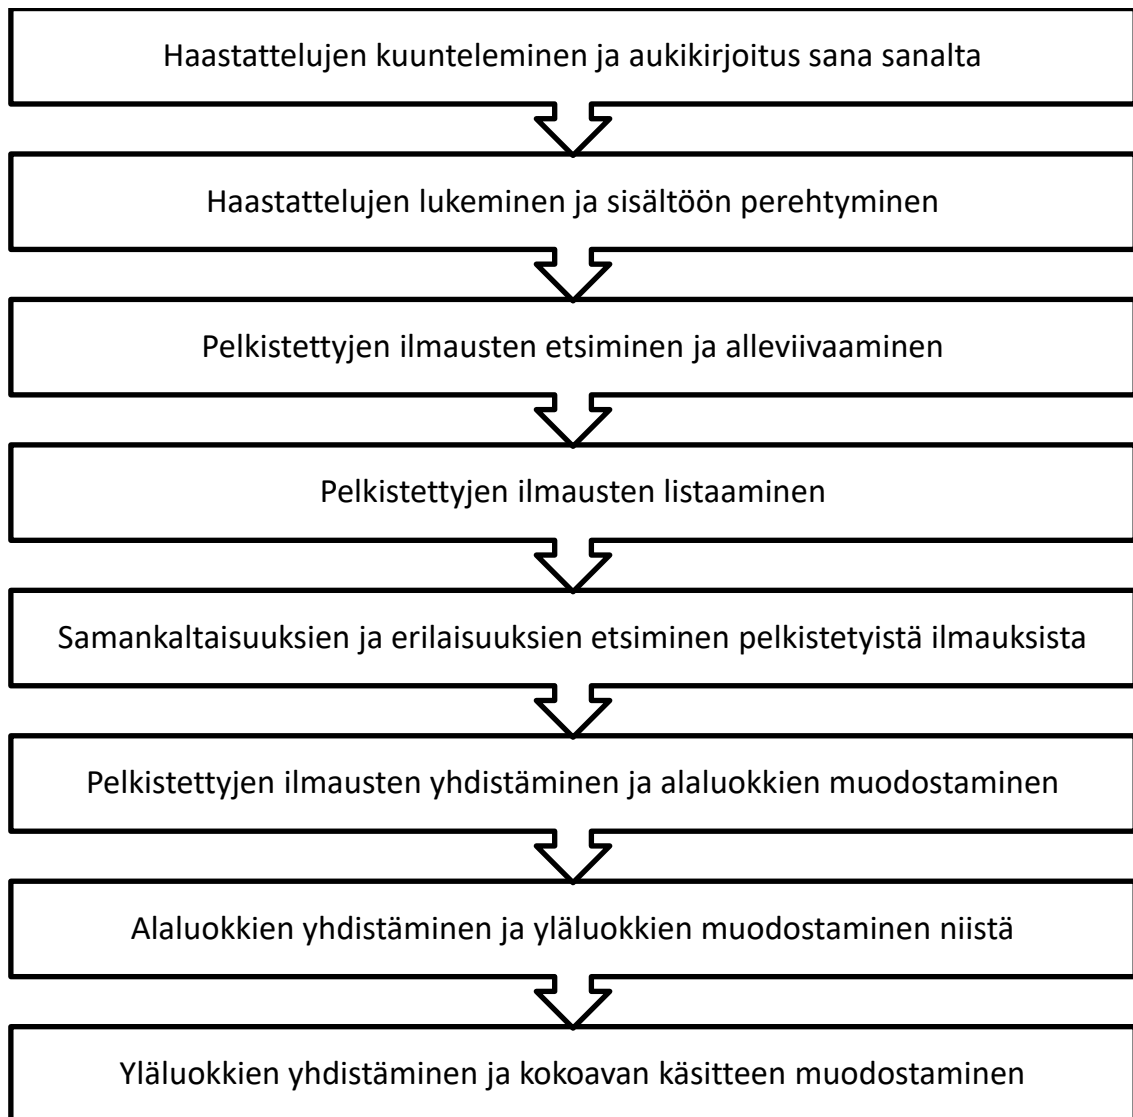 Haastattelujen kuunteleminen ja aukikirjoitus sana sanalta
Haastattelujen lukeminen ja sisältöön perehtyminen
Pelkistettyjen ilmausten etsiminen ja alleviivaaminen
Pelkistettyjen ilmausten listaaminen
Samankaltaisuuksien ja erilaisuuksien etsiminen pelkistetyistä ilmauksista
Pelkistettyjen ilmausten yhdistäminen ja alaluokkien muodostaminen
Alaluokkien yhdistäminen ja yläluokkien muodostaminen niistä
Yläluokkien yhdistäminen ja kokoavan käsitteen muodostaminen